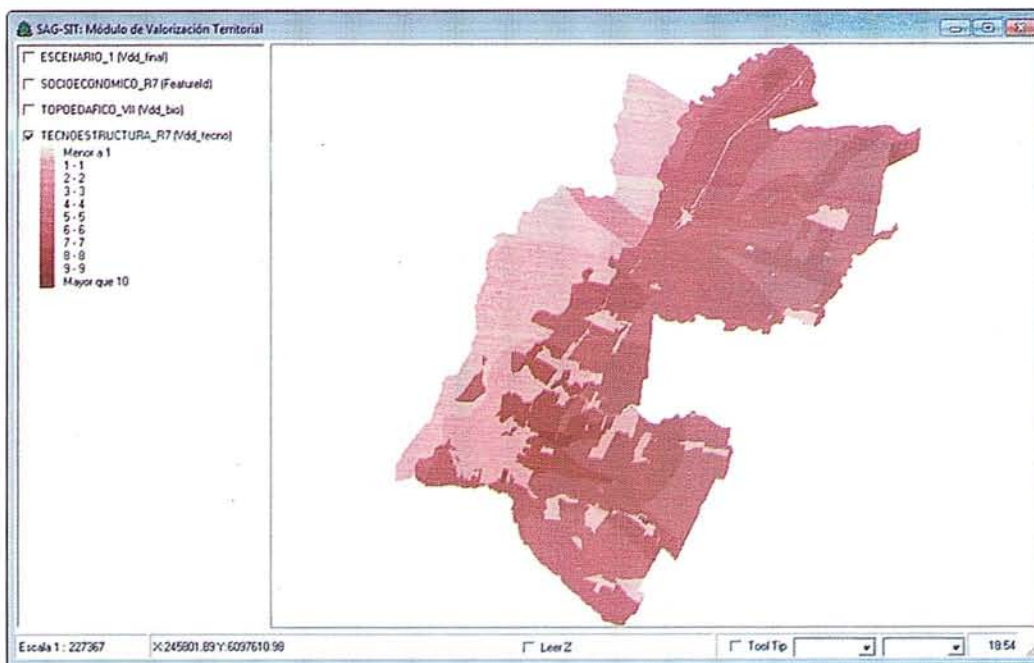 SAG-SIT: Módulo de Valorización Territorial
ESCENARIO_1 (Vdd_final)
SOCIOECONOMICO_R7 (FeatureId)
TOPOEDAFICO_VII (Vdd_bio)
TECNOESTRUCTURA_R7 (Vdd_tecno)
Menor a 1
1 - 1
2 - 2
3 - 3
4 - 4
5 - 5
6 - 6
7 - 7
8 - 8
9 - 9
Mayor que 10
Escala 1 : 227367 X:245801.89 Y:6097610.98 Leer Z Tool Tip 18:54